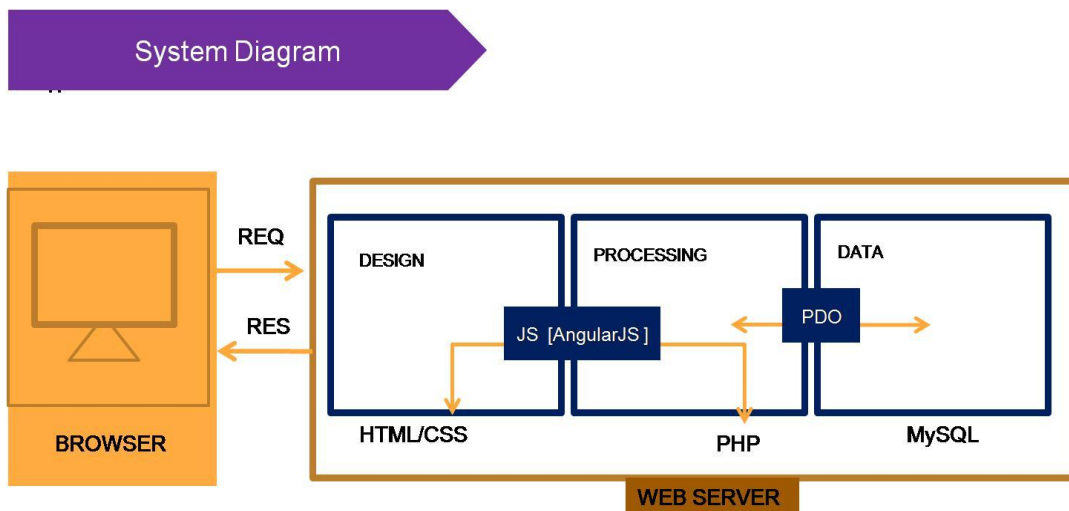 System Diagram
REQ
RES
BROWSER
DESIGN
PROCESSING
DATA
JS [AngularJS ]
PDO
HTML/CSS
PHP
MySQL
WEB SERVER